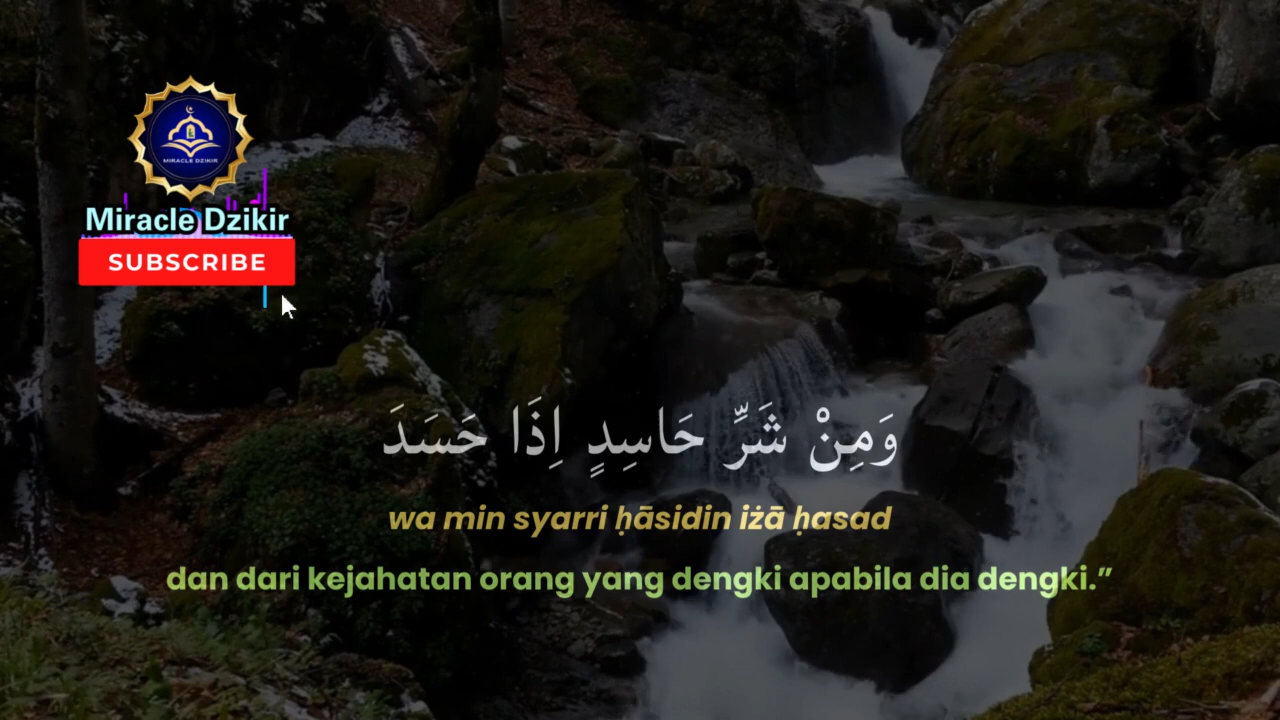 MIRACLE DZIKIR
Miracle Dzikir
SUBSCRIBE
وَمِنْ شَرِّ حَاسِدٍ اِذَا حَسَدَ
wa min syarri ḥāsidin iżā ḥasad
dan dari kejahatan orang yang dengki apabila dia dengki.”